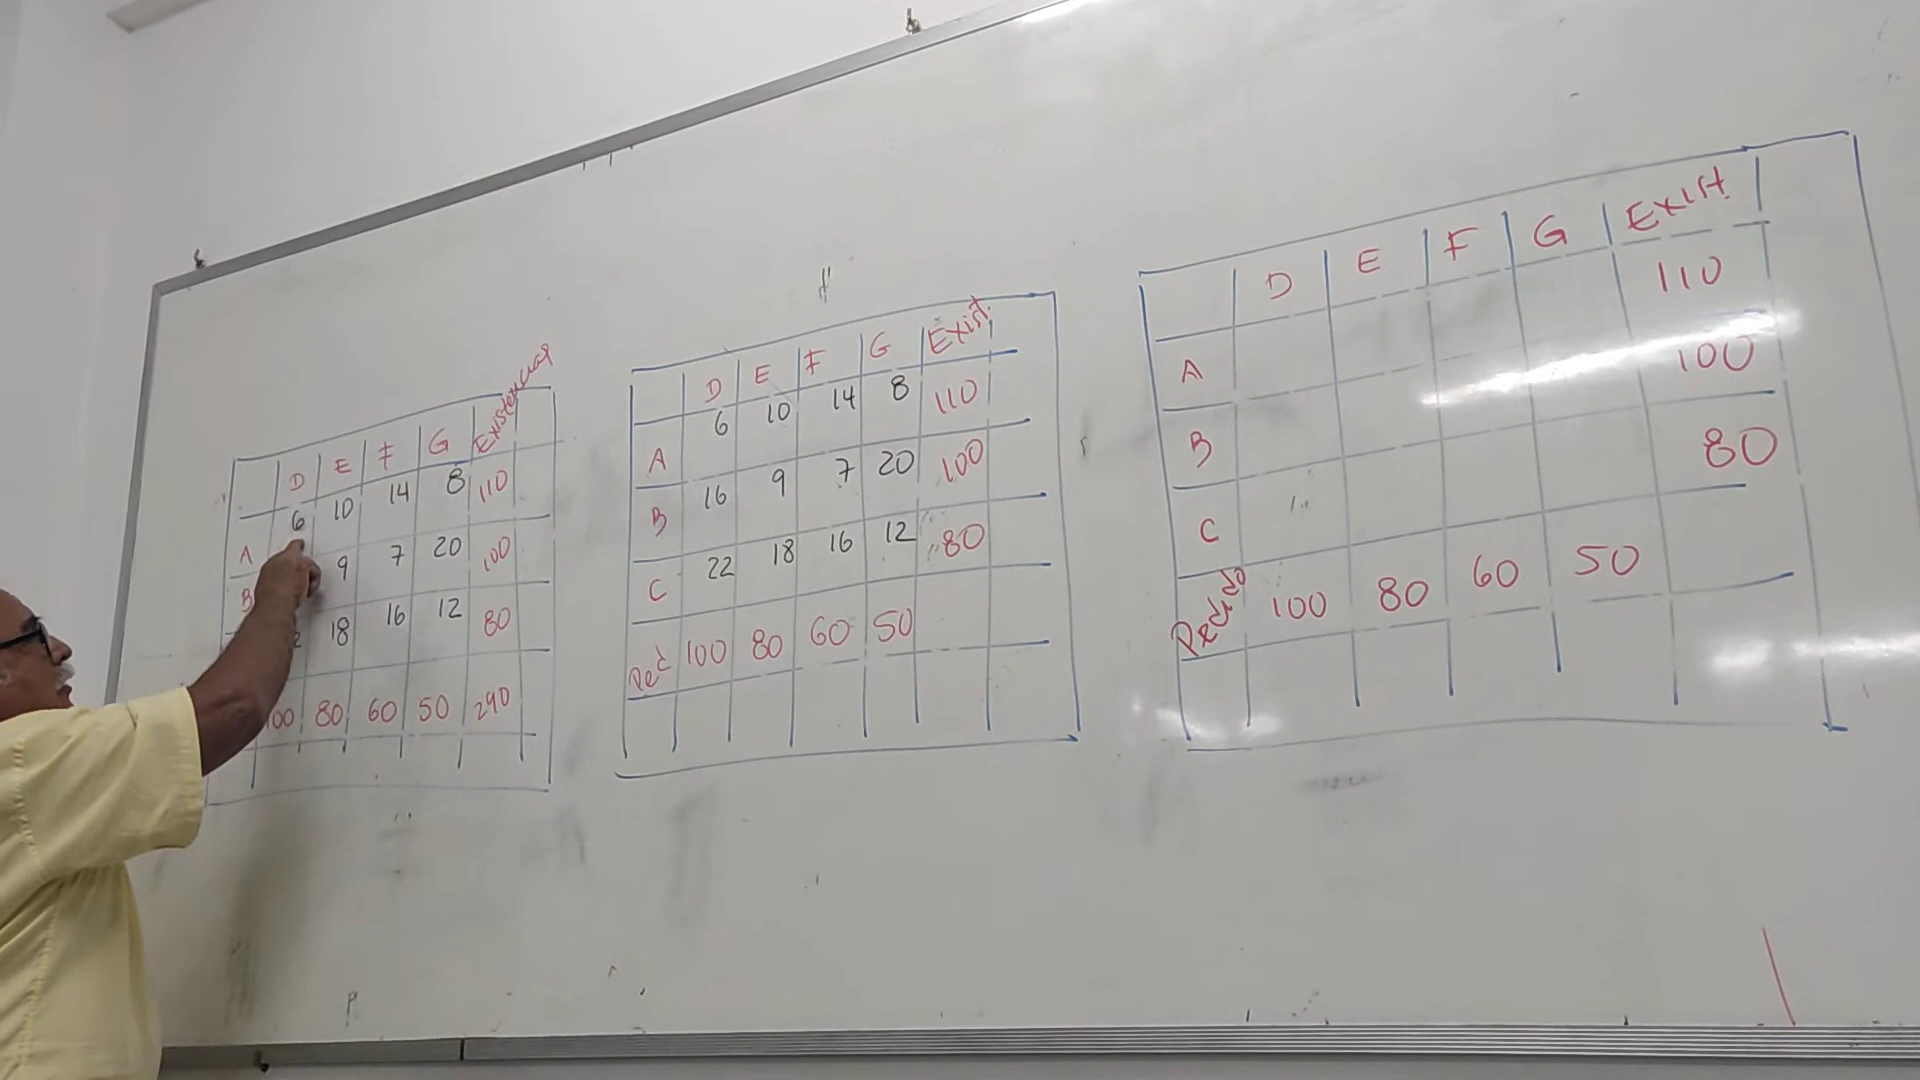 D E F G Existencias
6 10 14 8 110
A
9 7 20 100
B
18 16 12 80
00 80 60 50 290
D E F G Exist.
6 10 14 8 110
A
16 9 7 20 100
B
22 18 16 12 80
C
Ped 100 80 60 50
D E F G Exist
110
A
100
B
80
C
Pedido 100 80 60 50